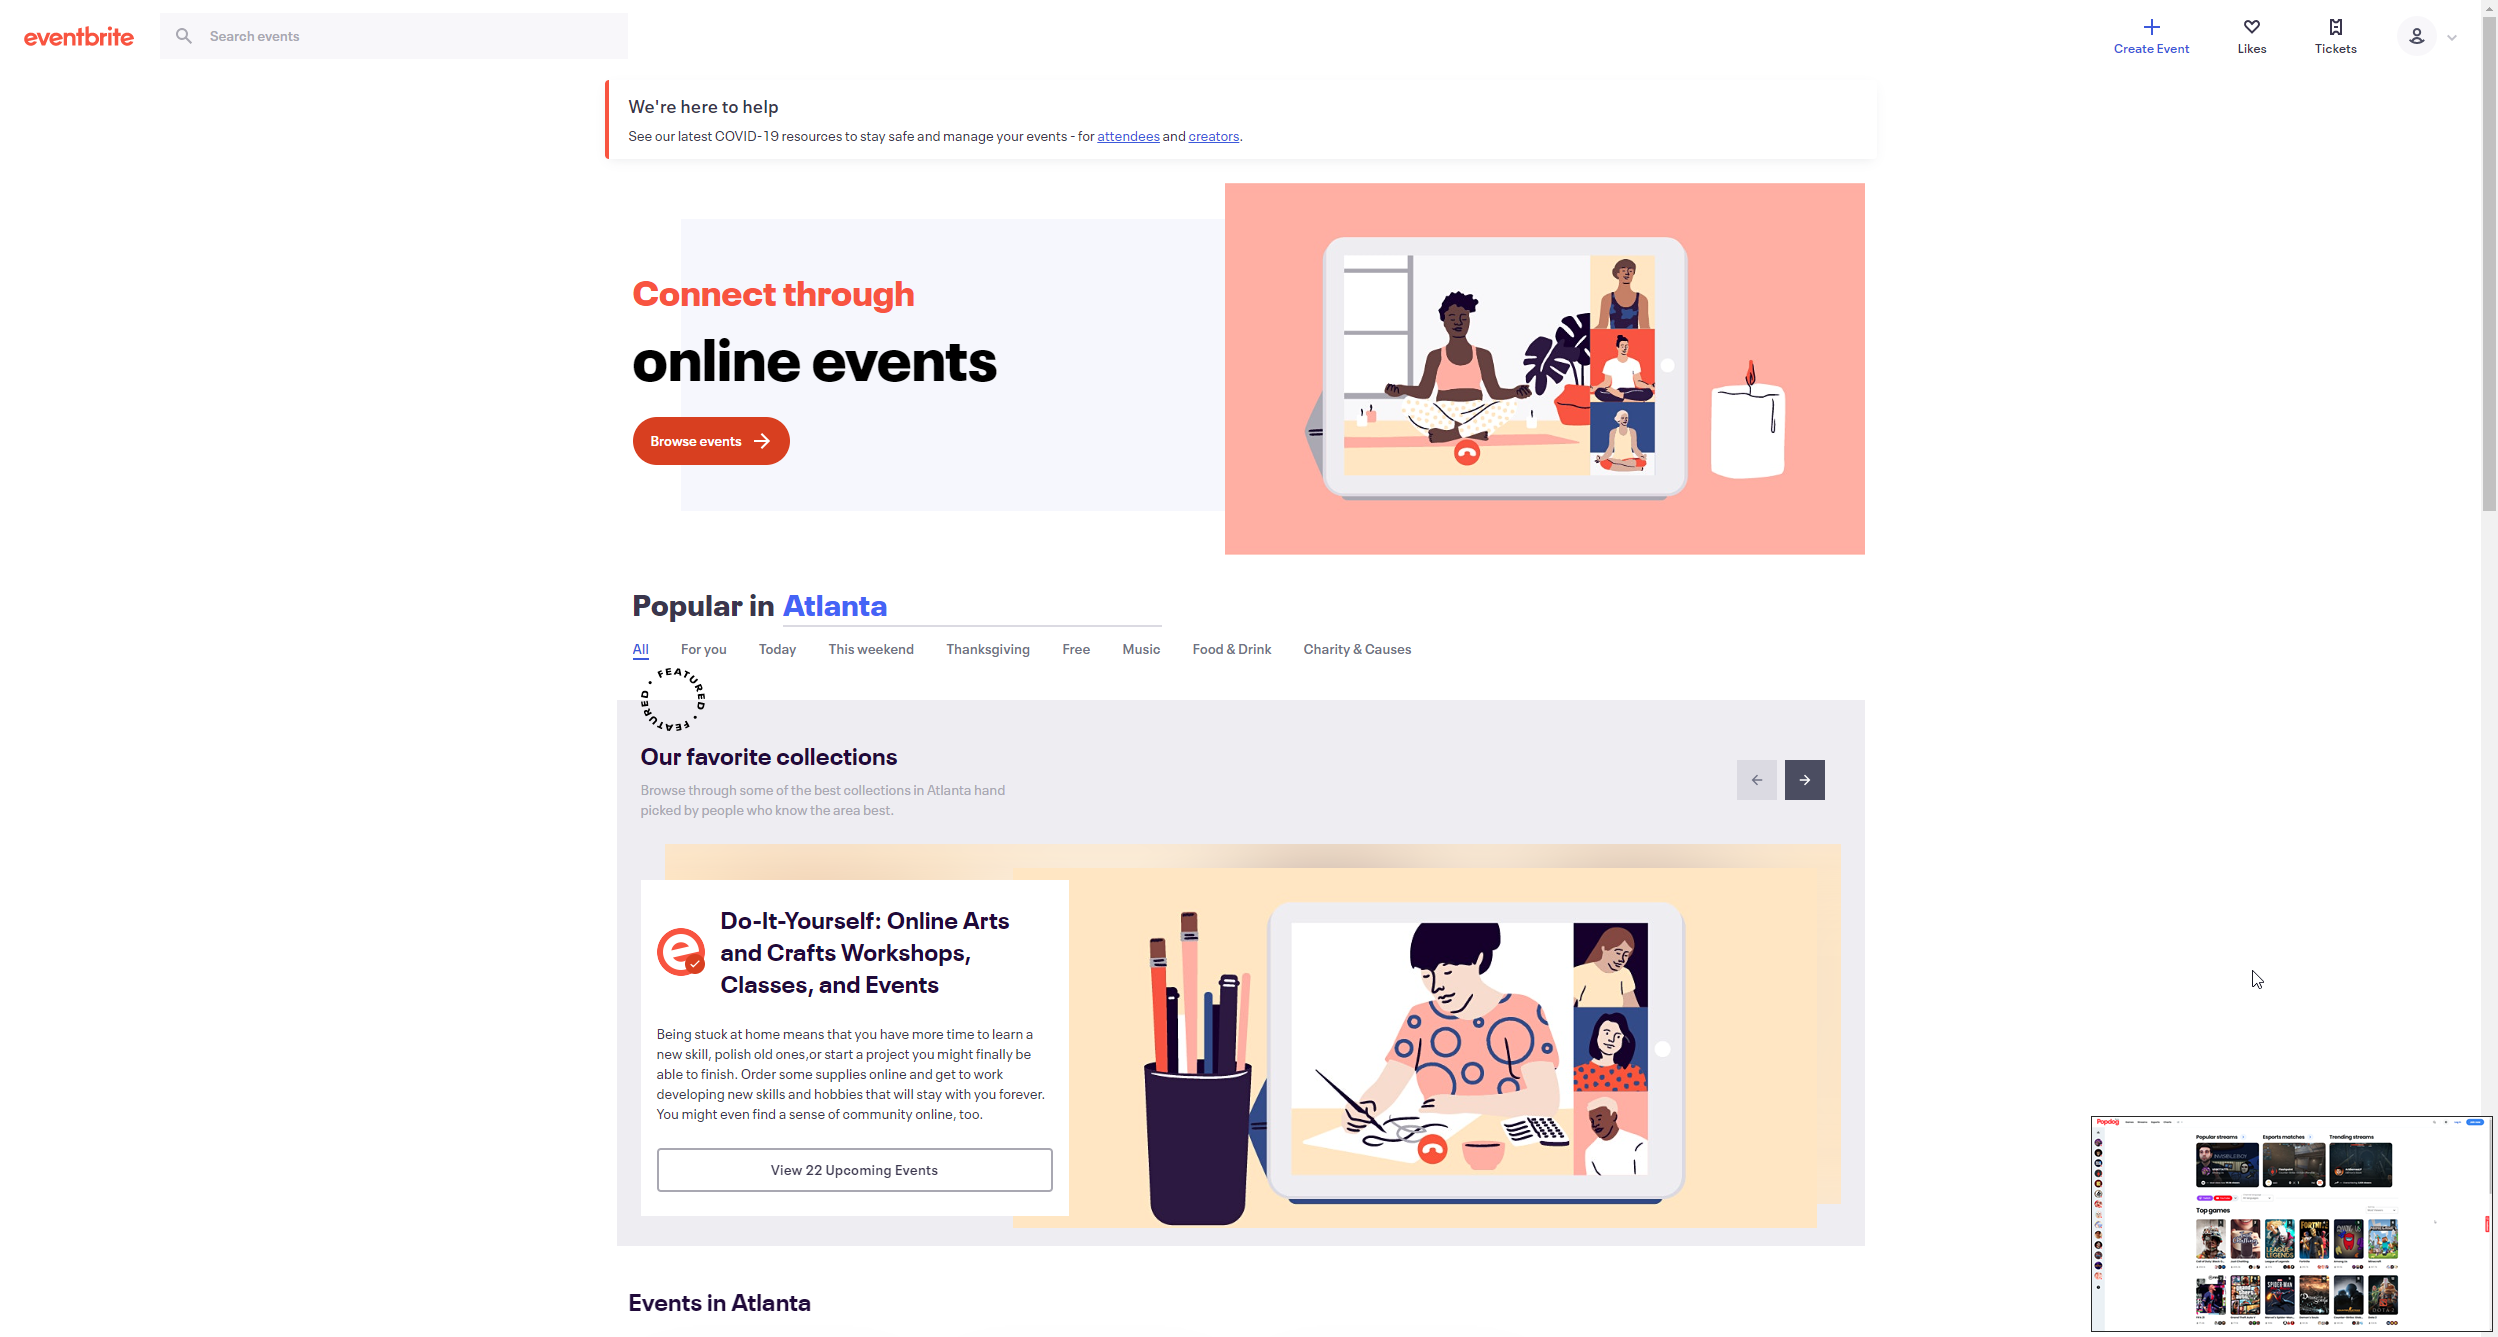 eventbrite
Search events
Create Event
Likes
Tickets
We're here to help
See our latest COVID-19 resources to stay safe and manage your events - for attendees and creators.
Connect through
online events
Browse events
Popular in Atlanta
All For you Today This weekend Thanksgiving Free Music Food & Drink Charity & Causes
FEATURED • FEATURED •
Our favorite collections
Browse through some of the best collections in Atlanta hand
picked by people who know the area best.
Do-It-Yourself: Online Arts
and Crafts Workshops,
Classes, and Events
Being stuck at home means that you have more time to learn a
new skill, polish old ones,or start a project you might finally be
able to finish. Order some supplies online and get to work
developing new skills and hobbies that will stay with you forever.
You might even find a sense of community online, too.
View 22 Upcoming Events
Events in Atlanta
Popdog
Popular streams
Esports matches
Trending streams
Top games